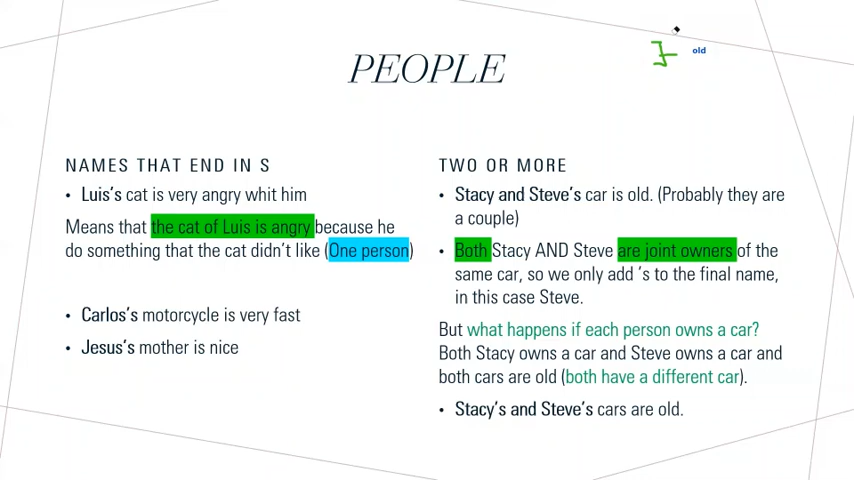 old
PEOPLE
NAMES THAT END IN S
• Luis's cat is very angry whit him
Means that the cat of Luis is angry because he
do something that the cat didn't like (One person)
• Carlos's motorcycle is very fast
• Jesus's mother is nice
TWO OR MORE
• Stacy and Steve's car is old. (Probably they are
a couple)
• Both Stacy AND Steve are joint owners of the
same car, so we only add 's to the final name,
in this case Steve.
But what happens if each person owns a car?
Both Stacy owns a car and Steve owns a car and
both cars are old (both have a different car).
• Stacy's and Steve's cars are old.